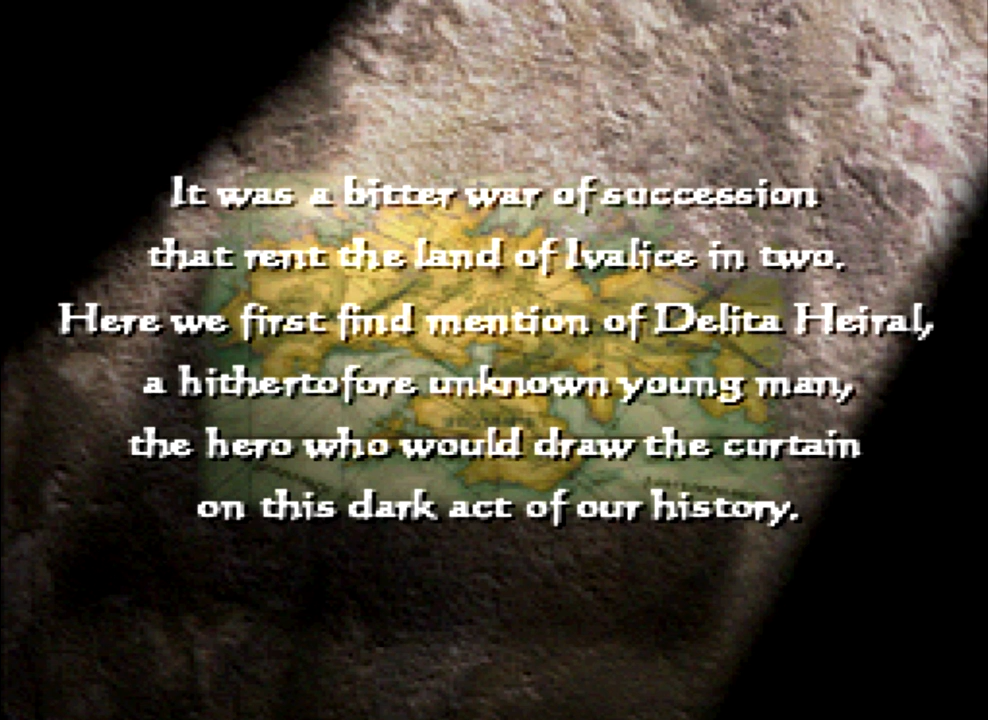 It was a bitter war of succession
that rent the land of Ivalice in two.
Here we first find mention of Delita Heiral,
a hithertofore unknown young man,
the hero who would draw the curtain
on this dark act of our history.